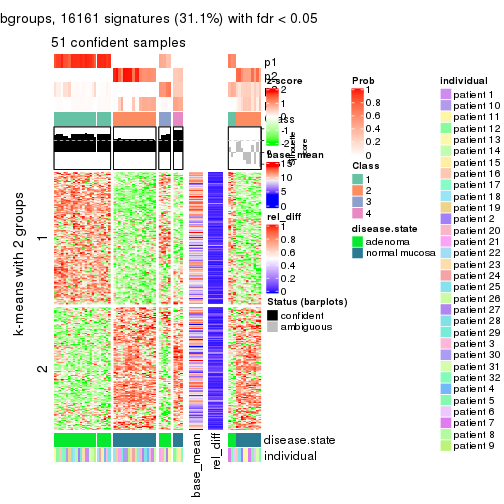 bgroups, 16161 signatures (31.1%) with fdr < 0.05
51 confident samples
p1
p2
z-score
2
1
0
-1
-2
base_mean
15
10
5
0
rel_diff
1
0.8
0.6
0.4
0.2
0
Status (barplots)
confident
ambiguous
Prob
1
0.8
0.6
0.4
0.2
0
Class
1
2
3
4
disease.state
adenoma
normal mucosa
individual
patient 1
patient 10
patient 11
patient 12
patient 13
patient 14
patient 15
patient 16
patient 17
patient 18
patient 19
patient 2
patient 20
patient 21
patient 22
patient 23
patient 24
patient 25
patient 26
patient 27
patient 28
patient 29
patient 3
patient 30
patient 31
patient 32
patient 4
patient 5
patient 6
patient 7
patient 8
patient 9
k-means with 2 groups
1
2
disease.state
individual
base_mean
rel_diff